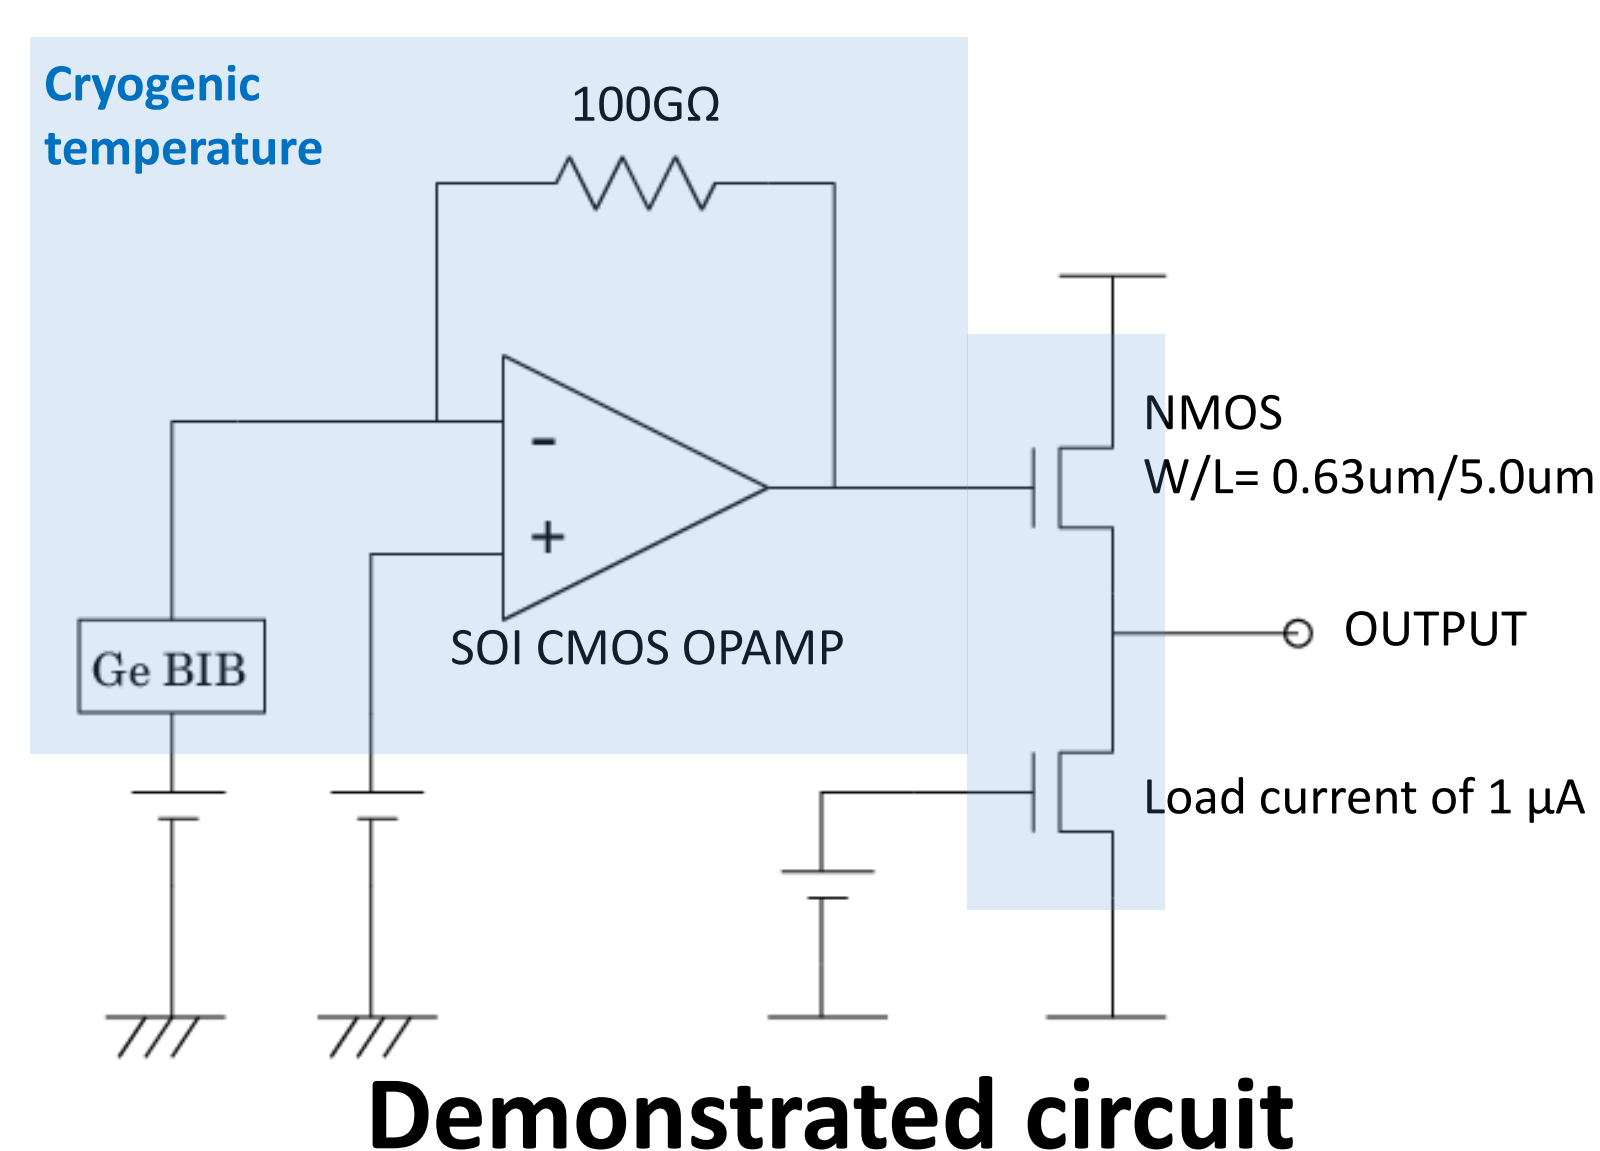 Cryogenic
temperature
100GΩ
-
+
SOI CMOS OPAMP
Ge BIB
NMOS
W/L= 0.63um/5.0um
OUTPUT
Load current of 1 µA
Demonstrated circuit